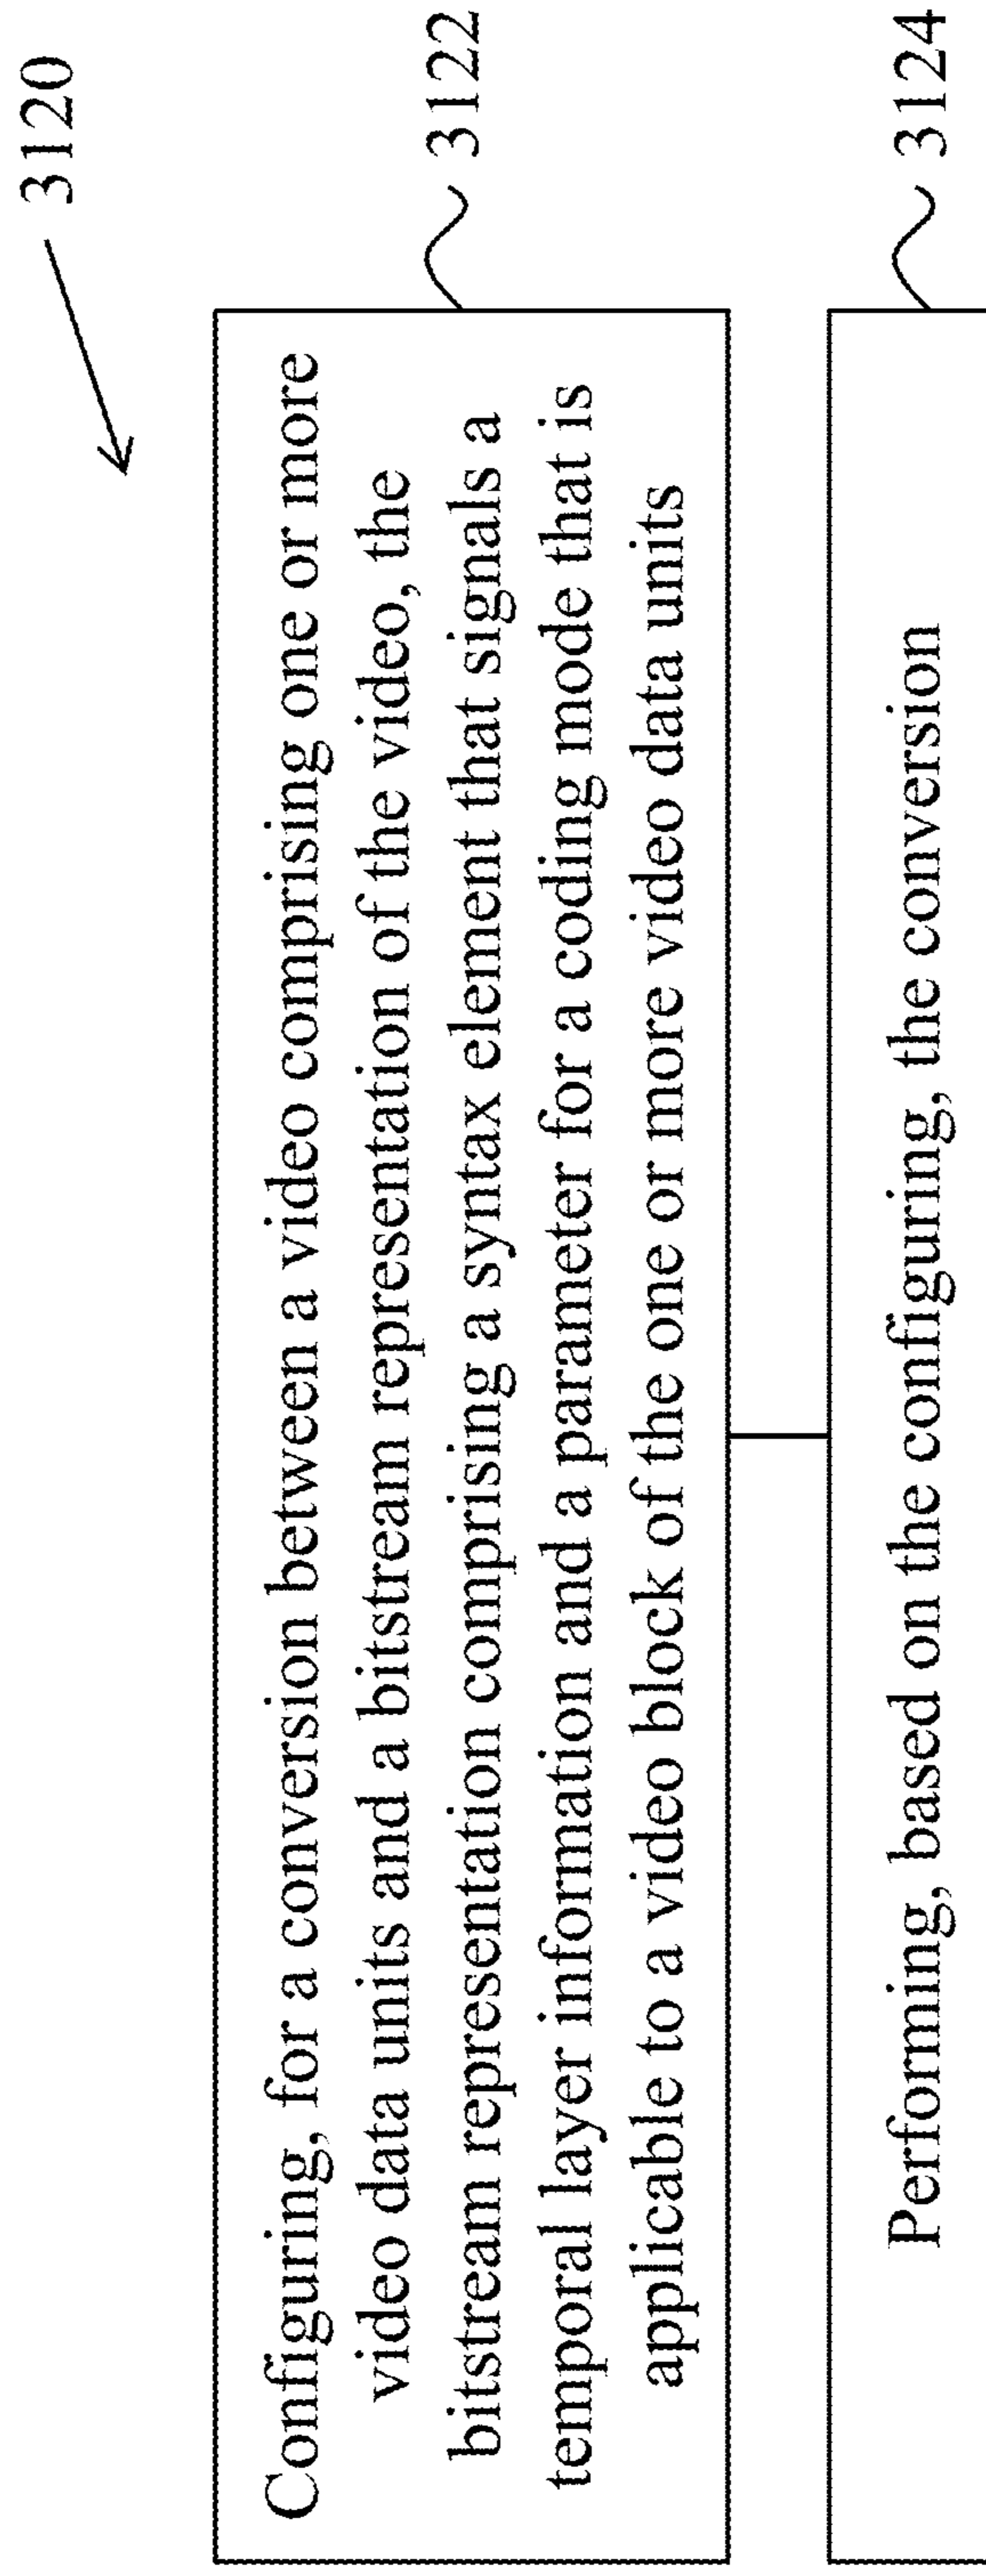 3120
Configuring, for a conversion between a video comprising one or more
video data units and a bitstream representation of the video, the
bitstream representation comprising a syntax element that signals a
temporal layer information and a parameter for a coding mode that is
applicable to a video block of the one or more video data units
3122
Performing, based on the configuring, the conversion
3124